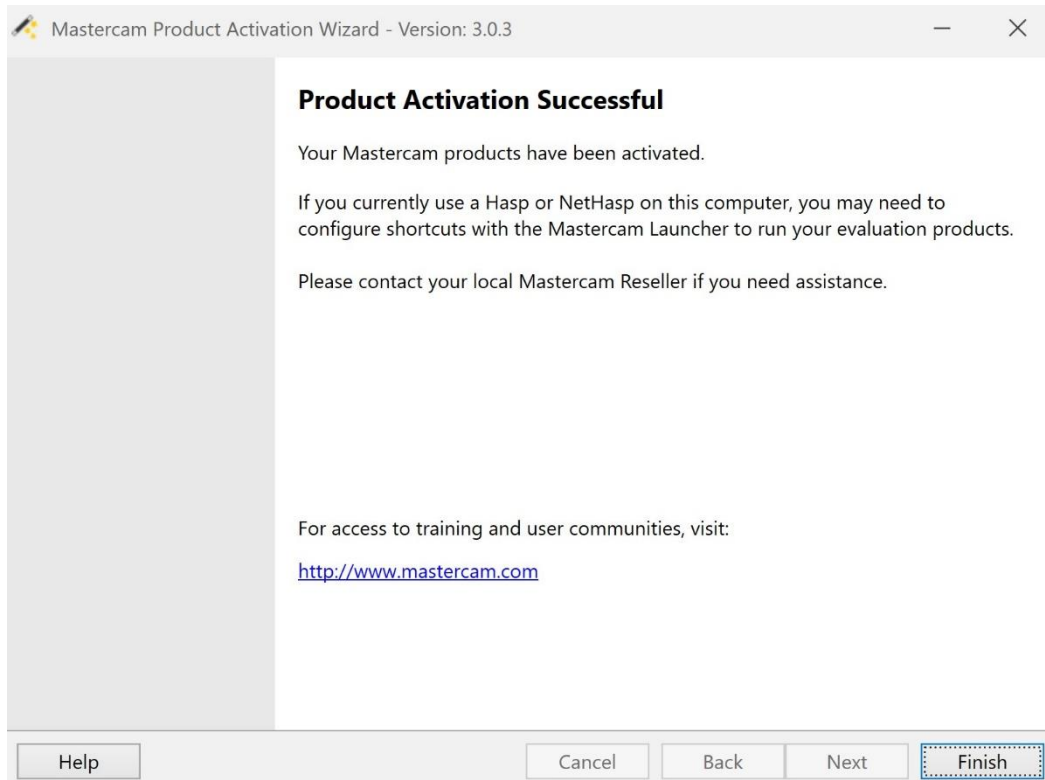 Mastercam Product Activation Wizard - Version: 3.0.3
Product Activation Successful
Your Mastercam products have been activated.
If you currently use a Hasp or NetHasp on this computer, you may need to
configure shortcuts with the Mastercam Launcher to run your evaluation products.
Please contact your local Mastercam Reseller if you need assistance.
For access to training and user communities, visit:
http://www.mastercam.com
Help Cancel Back Next Finish